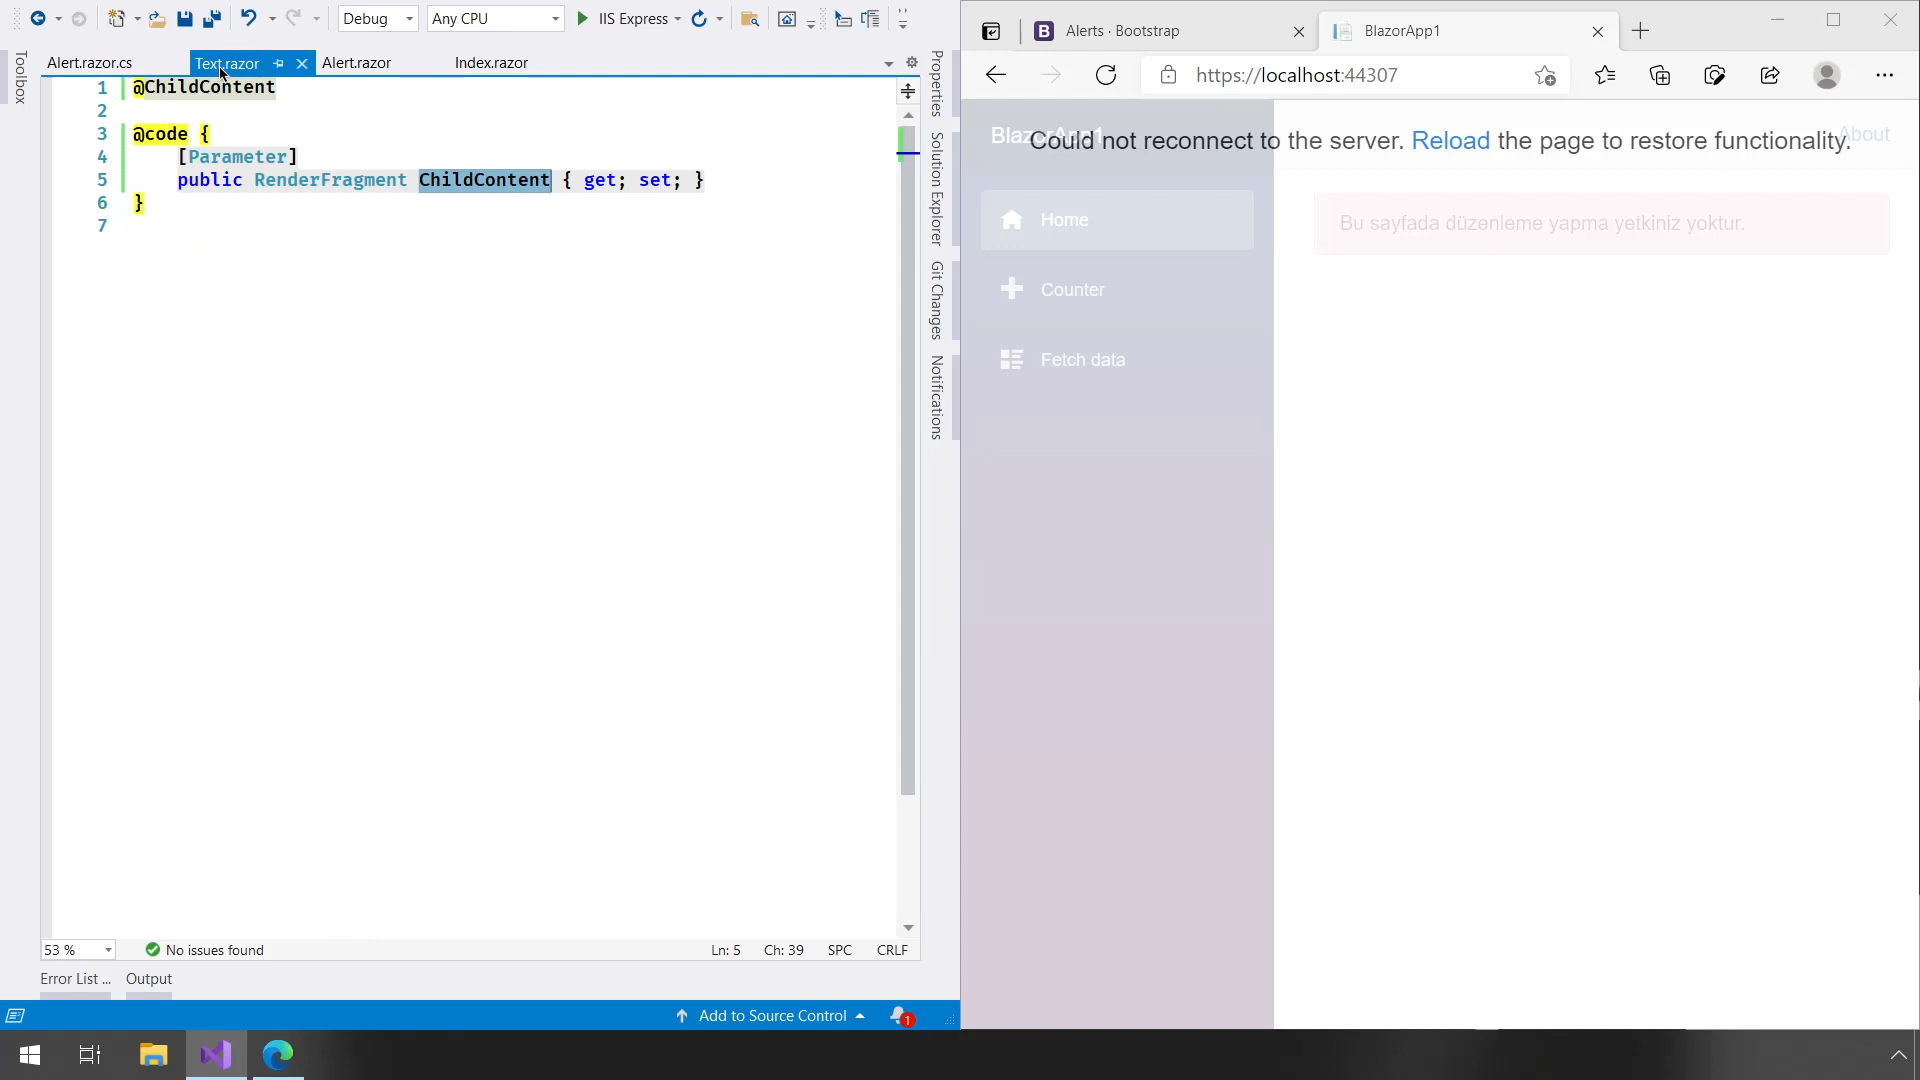 Debug
Any CPU
IIS Express
Toolbox
Alert.razor.cs
Text.razor
Alert.razor
Index.razor
1 @ChildContent
2
3 @code {
4 [Parameter]
5 public RenderFragment ChildContent { get; set; }
6 }
7
Properties
Solution Explorer
Git Changes
Notifications
53 %
No issues found
Ln: 5
Ch: 39
SPC
CRLF
Error List ...
Output
Add to Source Control
1
B
Alerts · Bootstrap
BlazorApp1
https://localhost:44307
BlazorApp1
About
Could not reconnect to the server. Reload the page to restore functionality.
Home
Counter
Fetch data
Bu sayfada düzenleme yapma yetkiniz yoktur.